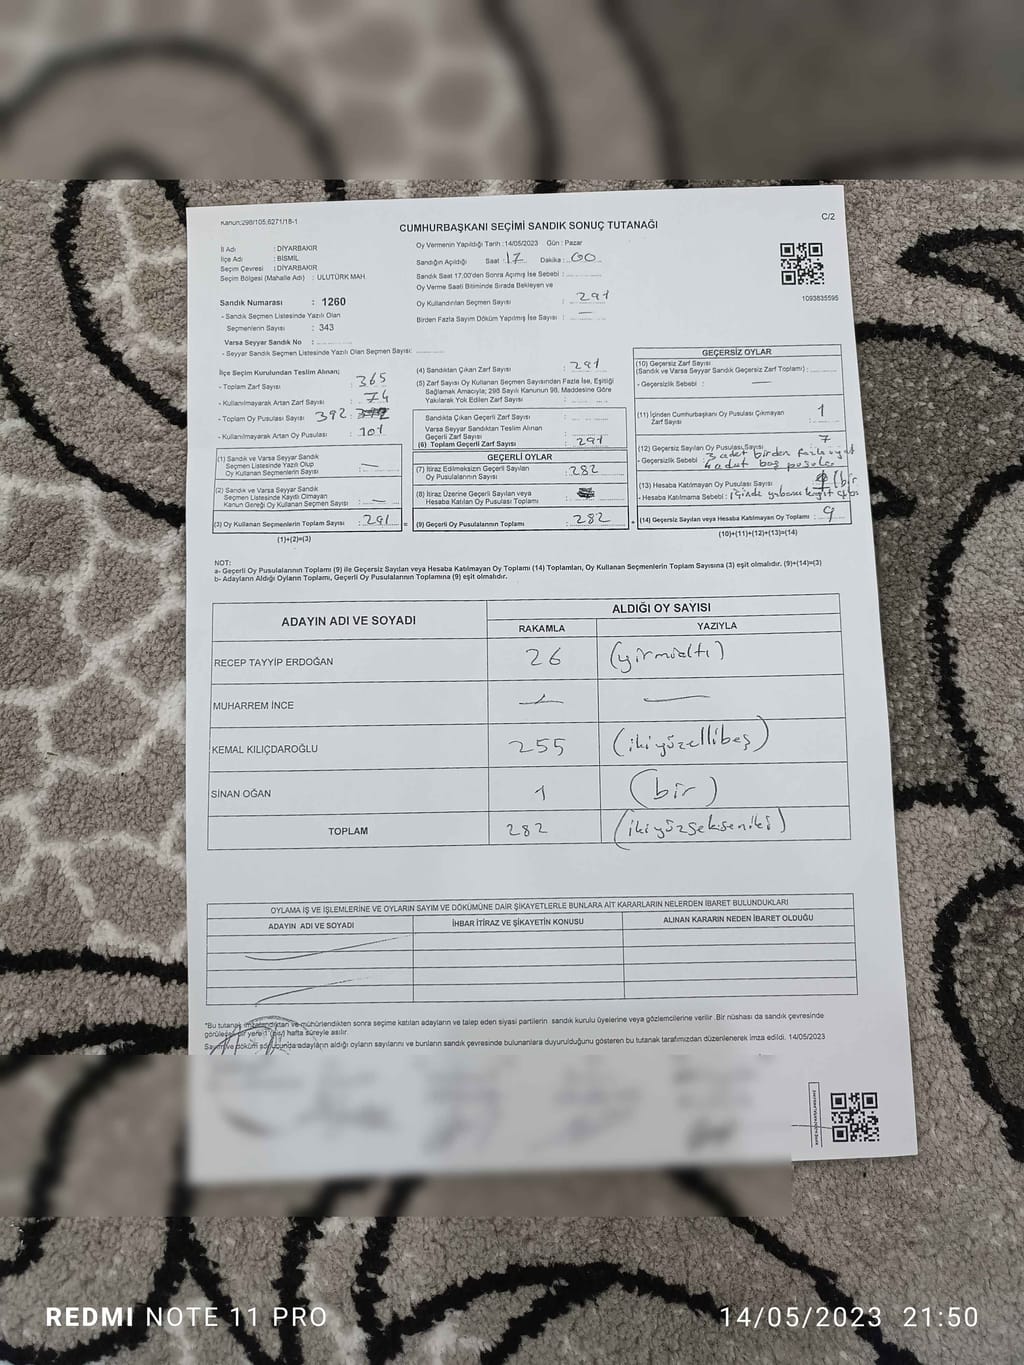 Kanun:298/105,6271/18-1
C/2
CUMHURBAŞKANI SEÇİMİ SANDIK SONUÇ TUTANAĞI
İl Adı : DİYARBAKIR
İlçe Adı : BİSMİL
Seçim Çevresi : DİYARBAKIR
Seçim Bölgesi (Mahalle Adı) : ULUTÜRK MAH.
Sandık Numarası : 1260
- Sandık Seçmen Listesinde Yazılı Olan
Seçmenlerin Sayısı : 343
Varsa Seyyar Sandık No :
- Seyyar Sandık Seçmen Listesinde Yazılı Olan Seçmen Sayısı:
Oy Vermenin Yapıldığı Tarih :14/05/2023 Gün : Pazar
Sandığın Açıldığı Saat : 17 Dakika : 00
Sandık Saat 17:00'den Sonra Açılmış İse Sebebi :
Oy Verme Saati Bitiminde Sırada Bekleyen ve
Oy Kullandırılan Seçmen Sayısı : 291
Birden Fazla Sayım Döküm Yapılmış İse Sayısı : —
1093835595
İlçe Seçim Kurulundan Teslim Alınan;
- Toplam Zarf Sayısı : 365
- Kullanılmayarak Artan Zarf Sayısı : 74
- Toplam Oy Pusulası Sayısı 392
- Kullanılmayarak Artan Oy Pusulası : 101
(1) Sandık ve Varsa Seyyar Sandık
Seçmen Listesinde Yazılı Olup
Oy Kullanan Seçmenlerin Sayısı : —
(2) Sandık ve Varsa Seyyar Sandık
Seçmen Listesinde Kaydı Olmayan
Kanun Gereği Oy Kullanan Seçmen Sayısı : —
(3) Oy Kullanan Seçmenlerin Toplam Sayısı : 291 =
(1)+(2)=(3)
(4) Sandıktan Çıkan Zarf Sayısı : 291
(5) Zarf Sayısı Oy Kullanan Seçmen Sayısından Fazla İse, Eşitliği
Sağlamak Amacıyla; 298 Sayılı Kanunun 98. Maddesine Göre
Yakılarak Yok Edilen Zarf Sayısı :
Sandıkta Çıkan Geçerli Zarf Sayısı :
Varsa Seyyar Sandıktan Teslim Alınan
Geçerli Zarf Sayısı :
(6) Toplam Geçerli Zarf Sayısı : 291
GEÇERLİ OYLAR
(7) İtiraz Edilmeksizin Geçerli Sayılan
Oy Pusulasının Sayısı : 282
(8) İtiraz Üzerine Geçerli Sayılan veya
Hesaba Katılan Oy Pusulası Toplamı :
(9) Geçerli Oy Pusulalarının Toplamı : 282 +
GEÇERSİZ OYLAR
(10) Geçersiz Zarf Sayısı
(Sandık ve Varsa Seyyar Sandık Geçersiz Zarf Toplamı) :
- Geçersizlik Sebebi : —
(11) İçinden Cumhurbaşkanı Oy Pusulası Çıkmayan
Zarf Sayısı : 1
(12) Geçersiz Sayılan Oy Pusulası Sayısı : 7
- Geçersizlik Sebebi : 3 adet birden fazla
4 adet boş pusula
(13) Hesaba Katılmayan Oy Pusulası Sayısı : (bir
- Hesaba Katılmama Sebebi : içinde yabancı kağıt
(14) Geçersiz Sayılan veya Hesaba Katılmayan Oy Toplamı : 9
(10)+(11)+(12)+(13)=(14)
NOT:
a- Geçerli Oy Pusulalarının Toplamı (9) ile Geçersiz Sayılan veya Hesaba Katılmayan Oy Toplamı (14) Toplamları, Oy Kullanan Seçmenlerin Toplam Sayısına (3) eşit olmalıdır. (9)+(14)=(3)
b- Adayların Aldığı Oyların Toplamı, Geçerli Oy Pusulalarının Toplamına (9) eşit olmalıdır.
ADAYIN ADI VE SOYADI
ALDIĞI OY SAYISI
RAKAMLA YAZIYLA
RECEP TAYYİP ERDOĞAN 26 (yirmialtı)
MUHARREM İNCE — —
KEMAL KILIÇDAROĞLU 255 (ikiyüzellibeş)
SİNAN OĞAN 1 (bir)
TOPLAM 282 (ikiyüzsekseniki)
OYLAMA İŞ VE İŞLEMLERİNE VE OYLARIN SAYIM VE DÖKÜMÜNE DAİR ŞİKAYETLERLE BUNLARA AİT KARARLARIN NELERDEN İBARET BULUNDUKLARI
ADAYIN ADI VE SOYADI İHBAR İTİRAZ VE ŞİKAYETİN KONUSU ALINAN KARARIN NEDEN İBARET OLDUĞU
*Bu tutanak imzalandıktan ve mühürlendikten sonra seçime katılan adayların ve talep eden siyasi partilerin sandık kurulu üyelerine veya gözlemcilerine verilir .Bir nüshası da sandık çevresinde
görülecek bir yere 1 (bir) hafta süreyle asılır.
Sayım ve döküm sonucunda adayların aldığı oyların sayılarını ve bunların sandık çevresinde bulunanlara duyurulduğunu gösteren bu tutanak tarafımızdan düzenlenerek imza edildi. 14/05/2023
REDMI NOTE 11 PRO
14/05/2023 21:50